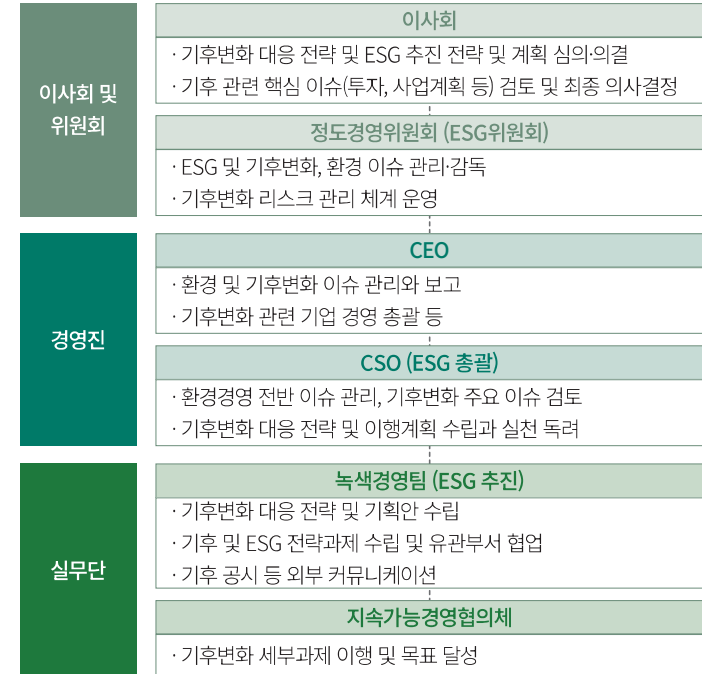 이사회 및
위원회
이사회
· 기후변화 대응 전략 및 ESG 추진 전략 및 계획 심의·의결
· 기후 관련 핵심 이슈(투자, 사업계획 등) 검토 및 최종 의사결정
정도경영위원회 (ESG위원회)
· ESG 및 기후변화, 환경 이슈 관리·감독
· 기후변화 리스크 관리 체계 운영
경영진
CEO
· 환경 및 기후변화 이슈 관리와 보고
· 기후변화 관련 기업 경영 총괄 등
CSO (ESG 총괄)
· 환경경영 전반 이슈 관리, 기후변화 주요 이슈 검토
· 기후변화 대응 전략 및 이행계획 수립과 실천 독려
실무단
녹색경영팀 (ESG 추진)
· 기후변화 대응 전략 및 기획안 수립
· 기후 및 ESG 전략과제 수립 및 유관부서 협업
· 기후 공시 등 외부 커뮤니케이션
지속가능경영협의체
· 기후변화 세부과제 이행 및 목표 달성